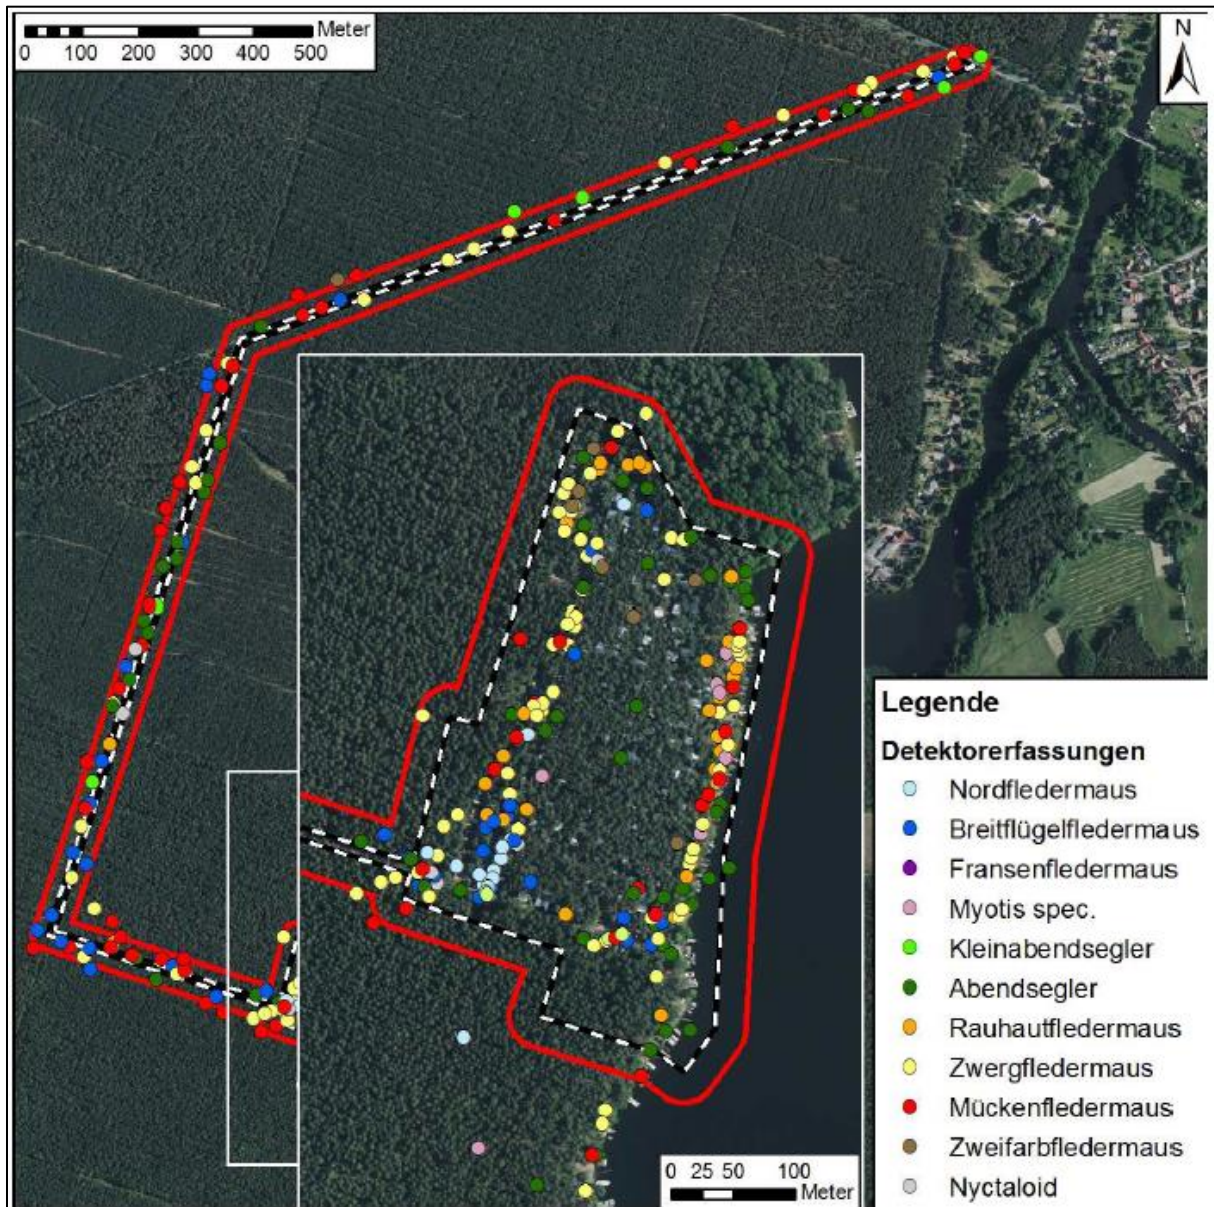 Meter
0 100 200 300 400 500
N
Legende
Detektorerfassungen
Nordfledermaus
Breitflügelfledermaus
Fransenfledermaus
Myotis spec.
Kleinabendsegler
Abendsegler
Rauhautfledermaus
Zwergfledermaus
Mückenfledermaus
Zweifarbfledermaus
Nyctaloid
0 25 50 100
Meter